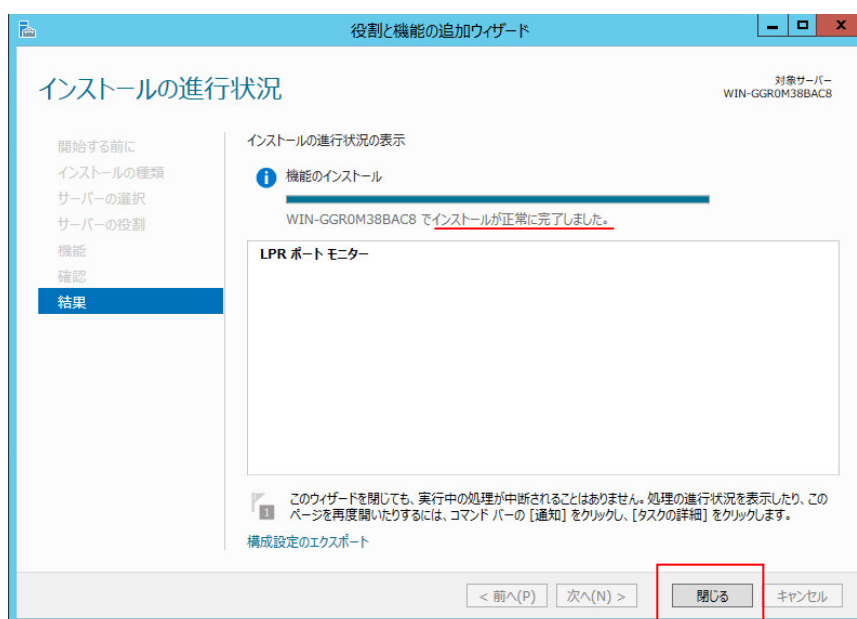 役割と機能の追加ウィザード
インストールの進行状況
対象サーバー
WIN-GGR0M38BAC8
開始する前に
インストールの種類
サーバーの選択
サーバーの役割
機能
確認
結果
インストールの進行状況の表示
機能のインストール
WIN-GGR0M38BAC8 でインストールが正常に完了しました。
LPR ポート モニター
1
このウィザードを閉じても、実行中の処理が中断されることはありません。処理の進行状況を表示したり、この
ページを再度開いたりするには、コマンド バーの [通知] をクリックし、[タスクの詳細] をクリックします。
構成設定のエクスポート
< 前へ(P)
次へ(N) >
閉じる
キャンセル